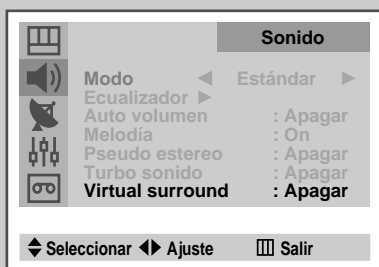 Sonido
Modo ◀ Estándar ▶
Ecualizador ▶
Auto volumen : Apagar
Melodía : On
Pseudo estereo : Apagar
Turbo sonido : Apagar
Virtual surround : Apagar
Seleccionar Ajuste Salir